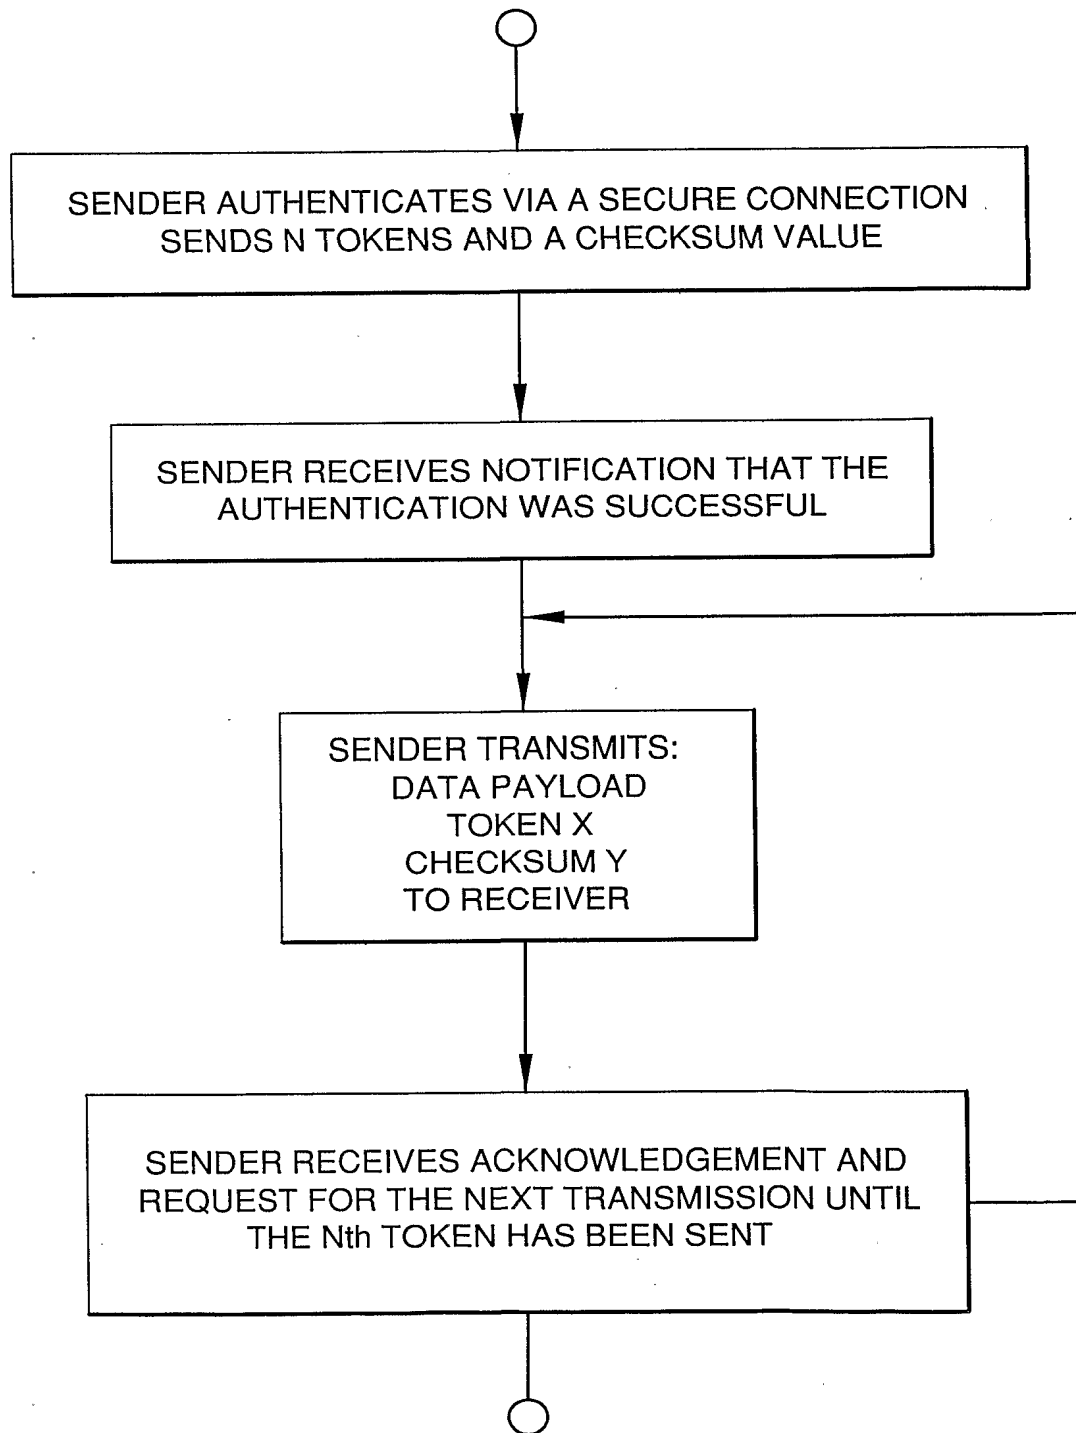 SENDER AUTHENTICATES VIA A SECURE CONNECTION
SENDS N TOKENS AND A CHECKSUM VALUE
SENDER RECEIVES NOTIFICATION THAT THE
AUTHENTICATION WAS SUCCESSFUL
SENDER TRANSMITS:
DATA PAYLOAD
TOKEN X
CHECKSUM Y
TO RECEIVER
SENDER RECEIVES ACKNOWLEDGEMENT AND
REQUEST FOR THE NEXT TRANSMISSION UNTIL
THE Nth TOKEN HAS BEEN SENT